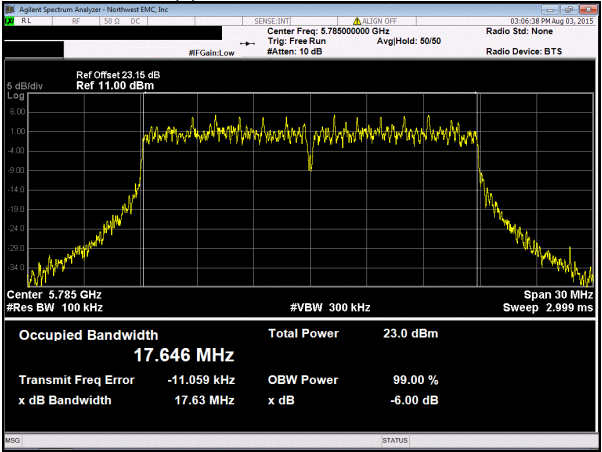 Agilent Spectrum Analyzer - Northwest EMC, Inc
RL RF 50 Ω DC SENSE:INT ALIGN OFF 03:06:38 PM Aug 03, 2015
Center Freq: 5.785000000 GHz Radio Std: None
Trig: Free Run Avg|Hold: 50/50
#IFGain:Low #Atten: 10 dB Radio Device: BTS
Ref Offset 23.15 dB
5 dB/div Ref 11.00 dBm
Log
6.00
1.00
-4.00
-9.00
-14.0
-19.0
-24.0
-29.0
-34.0
Center 5.785 GHz Span 30 MHz
#Res BW 100 kHz #VBW 300 kHz Sweep 2.999 ms
Occupied Bandwidth Total Power 23.0 dBm
17.646 MHz
Transmit Freq Error -11.059 kHz OBW Power 99.00 %
x dB Bandwidth 17.63 MHz x dB -6.00 dB
MSG STATUS